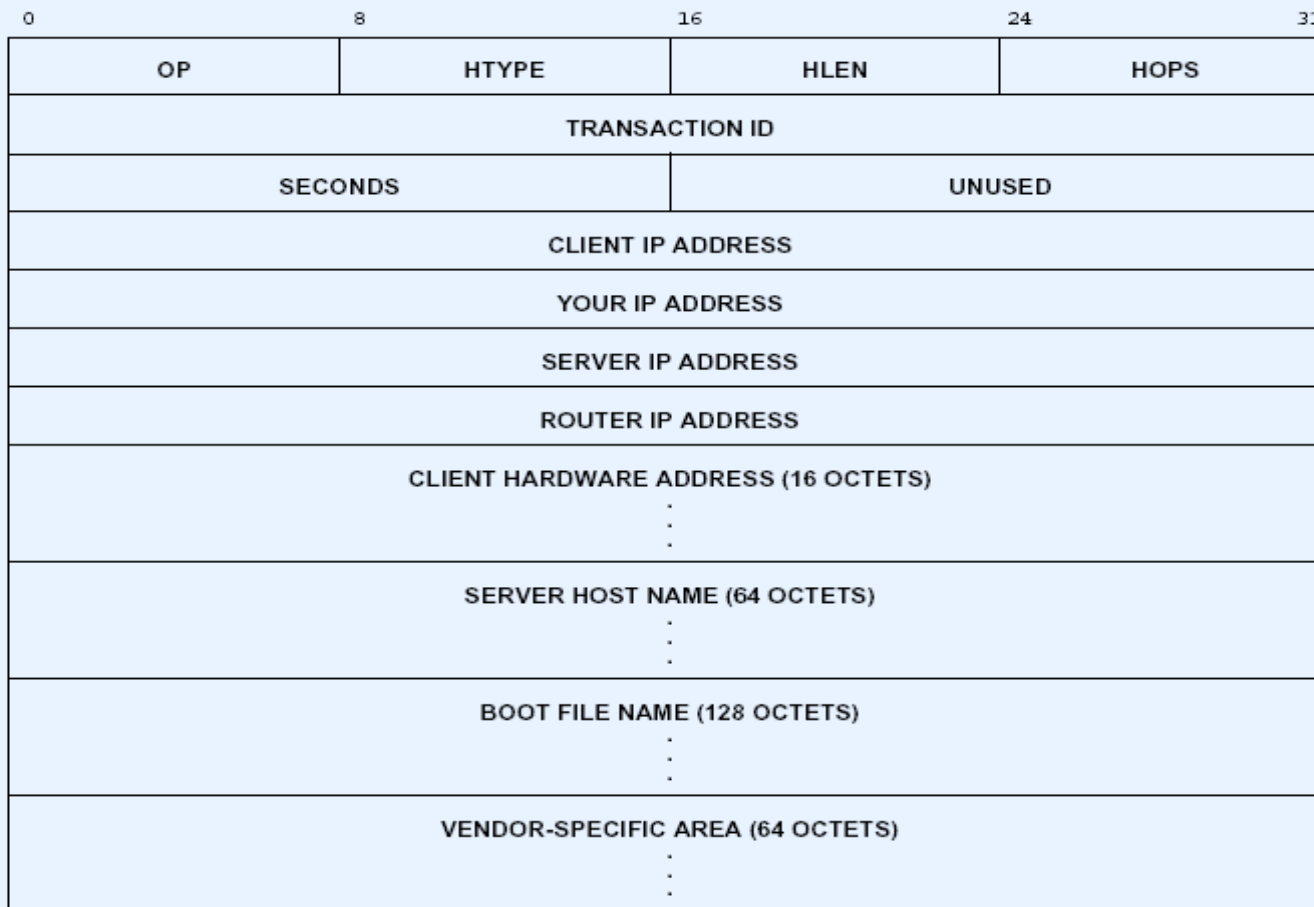 0 8 16 24 31
OP HTYPE HLEN HOPS
TRANSACTION ID
SECONDS UNUSED
CLIENT IP ADDRESS
YOUR IP ADDRESS
SERVER IP ADDRESS
ROUTER IP ADDRESS
CLIENT HARDWARE ADDRESS (16 OCTETS)
SERVER HOST NAME (64 OCTETS)
BOOT FILE NAME (128 OCTETS)
VENDOR-SPECIFIC AREA (64 OCTETS)